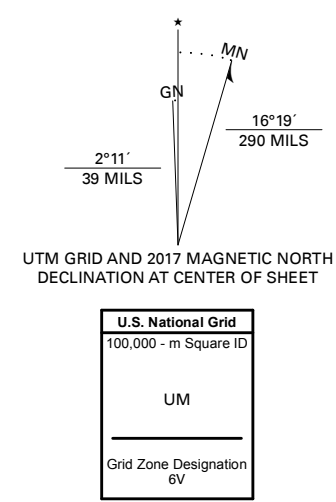 ★
MN
GN
16°19´
290 MILS
2°11´
39 MILS
UTM GRID AND 2017 MAGNETIC NORTH
DECLINATION AT CENTER OF SHEET
U.S. National Grid
100,000 - m Square ID
UM
Grid Zone Designation
6V